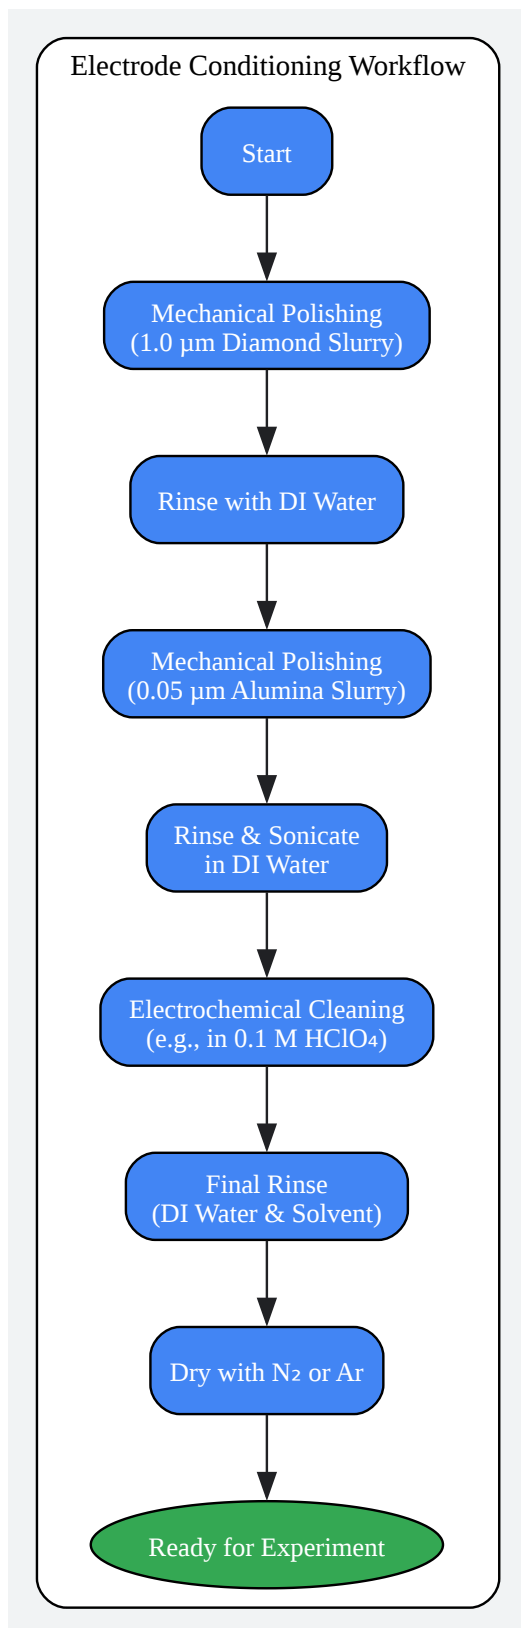 Electrode Conditioning Workflow
Start
Mechanical Polishing
(1.0 µm Diamond Slurry)
Rinse with DI Water
Mechanical Polishing
(0.05 µm Alumina Slurry)
Rinse & Sonicate
in DI Water
Electrochemical Cleaning
(e.g., in 0.1 M HClO₄)
Final Rinse
(DI Water & Solvent)
Dry with N₂ or Ar
Ready for Experiment